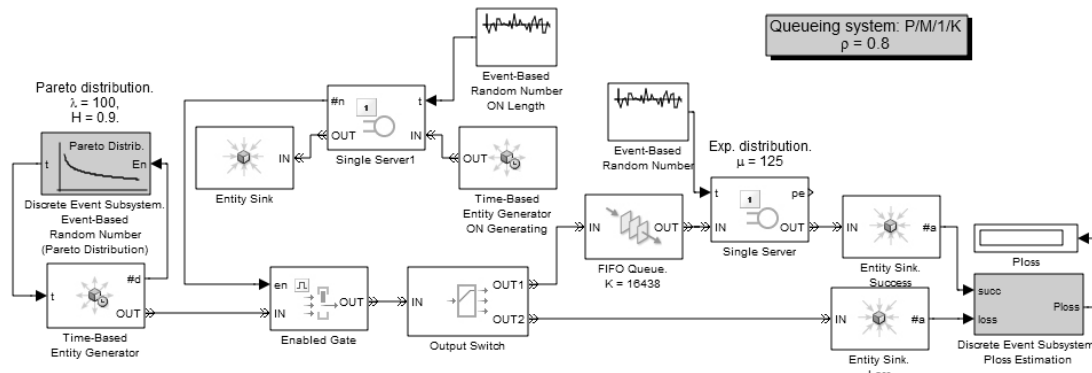 Queueing system: P/M/1/K
ρ = 0.8
Event-Based
Random Number
ON Length
Pareto distribution.
λ = 100,
H = 0.9.
#n
1
t
OUT
IN
Single Server1
Pareto Distrib.
t
En
Discrete Event Subsystem.
Event-Based
Random Number
(Pareto Distribution)
IN
Entity Sink
OUT
Time-Based
Entity Generator
ON Generating
Event-Based
Random Number
Exp. distribution.
μ = 125
t
1
pe
IN
OUT
Single Server
IN
OUT
FIFO Queue.
K = 16438
IN
#a
Entity Sink.
Success
Ploss
t
#d
OUT
Time-Based
Entity Generator
en
IN
OUT
Enabled Gate
IN
OUT1
OUT2
Output Switch
IN
#a
Entity Sink.
succ
loss
Ploss
Discrete Event Subsystem
Ploss Estimation